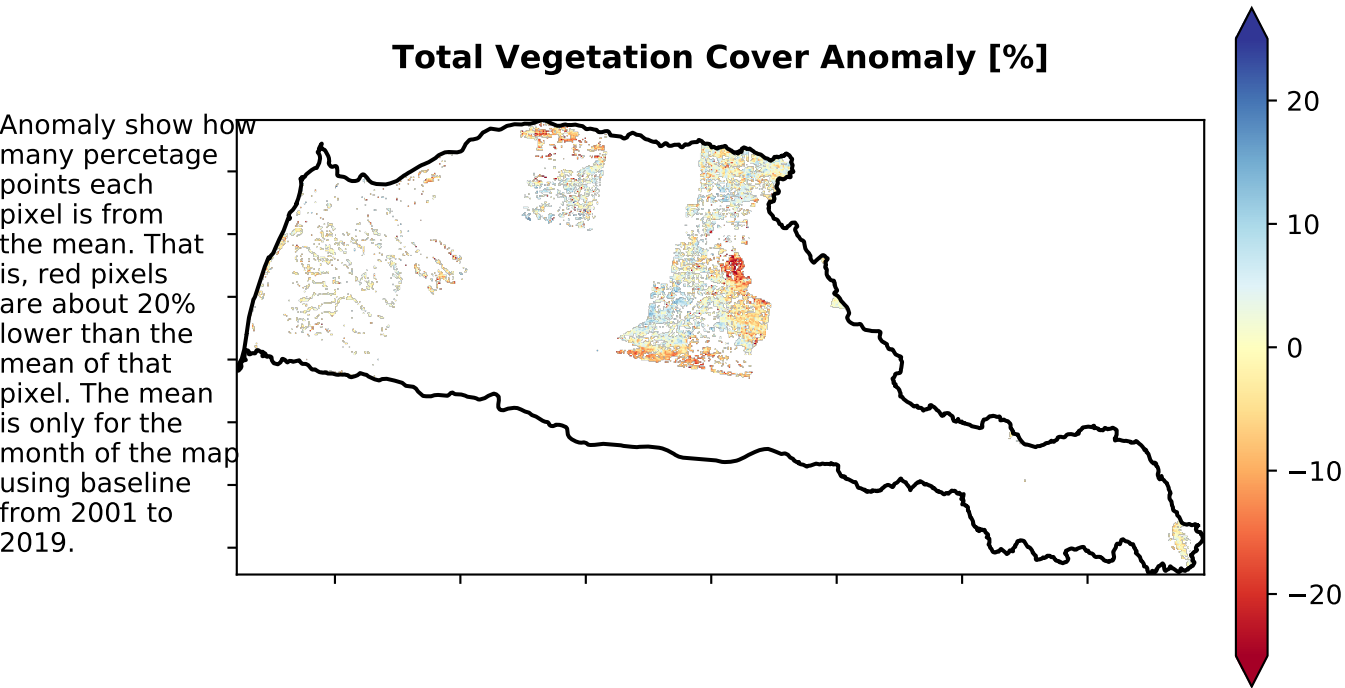 Total Vegetation Cover Anomaly [%]
Anomaly show how
many percetage
points each
pixel is from
the mean. That
is, red pixels
are about 20%
lower than the
mean of that
pixel. The mean
is only for the
month of the map
using baseline
from 2001 to
2019.
20
10
0
−10
−20